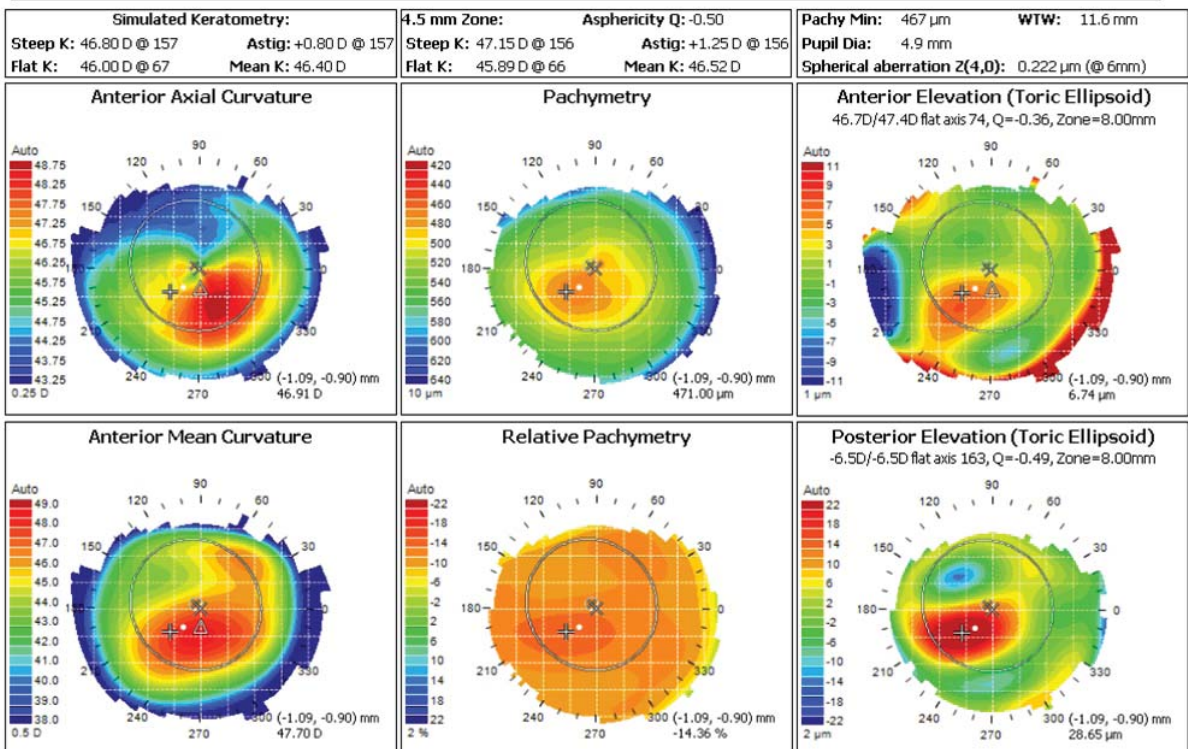 Simulated Keratometry:
Steep K: 46.80 D @ 157 Astig: +0.80 D @ 157
Flat K: 46.00 D @ 67 Mean K: 46.40 D
4.5 mm Zone: Asphericity Q: -0.50
Steep K: 47.15 D @ 156 Astig: +1.25 D @ 156
Flat K: 45.89 D @ 66 Mean K: 46.52 D
Pachy Min: 467 µm WTW: 11.6 mm
Pupil Dia: 4.9 mm
Spherical aberration Z(4,0): 0.222 µm (@ 6mm)
Anterior Axial Curvature
Auto
48.75
48.25
47.75
47.25
46.75
46.25
45.75
45.25
44.75
44.25
43.75
43.25
0.25 D
90
120 60
150 30
180 0
210 330
240 300
270
(-1.09, -0.90) mm
46.91 D
Pachymetry
Auto
420
440
460
480
500
520
540
560
580
600
620
640
10 µm
90
120 60
150 30
180 0
210 330
240 300
270
(-1.09, -0.90) mm
471.00 µm
Anterior Elevation (Toric Ellipsoid)
46.7D/47.4D flat axis 74, Q=-0.36, Zone=8.00mm
Auto
11
9
7
5
3
1
-1
-3
-5
-7
-9
-11
1 µm
90
120 60
150 30
180 0
210 330
240 300
270
(-1.09, -0.90) mm
6.74 µm
Anterior Mean Curvature
Auto
49.0
48.0
47.0
46.0
45.0
44.0
43.0
42.0
41.0
40.0
39.0
38.0
0.5 D
90
120 60
150 30
180 0
210 330
240 300
270
(-1.09, -0.90) mm
47.70 D
Relative Pachymetry
Auto
-22
-18
-14
-10
-6
-2
2
6
10
14
18
22
2 %
90
120 60
150 30
180 0
210 330
240 300
270
(-1.09, -0.90) mm
-14.36 %
Posterior Elevation (Toric Ellipsoid)
-6.5D/-6.5D flat axis 163, Q=-0.49, Zone=8.00mm
Auto
22
18
14
10
6
2
-2
-6
-10
-14
-18
-22
2 µm
90
120 60
150 30
180 0
210 330
240 300
270
(-1.09, -0.90) mm
28.65 µm